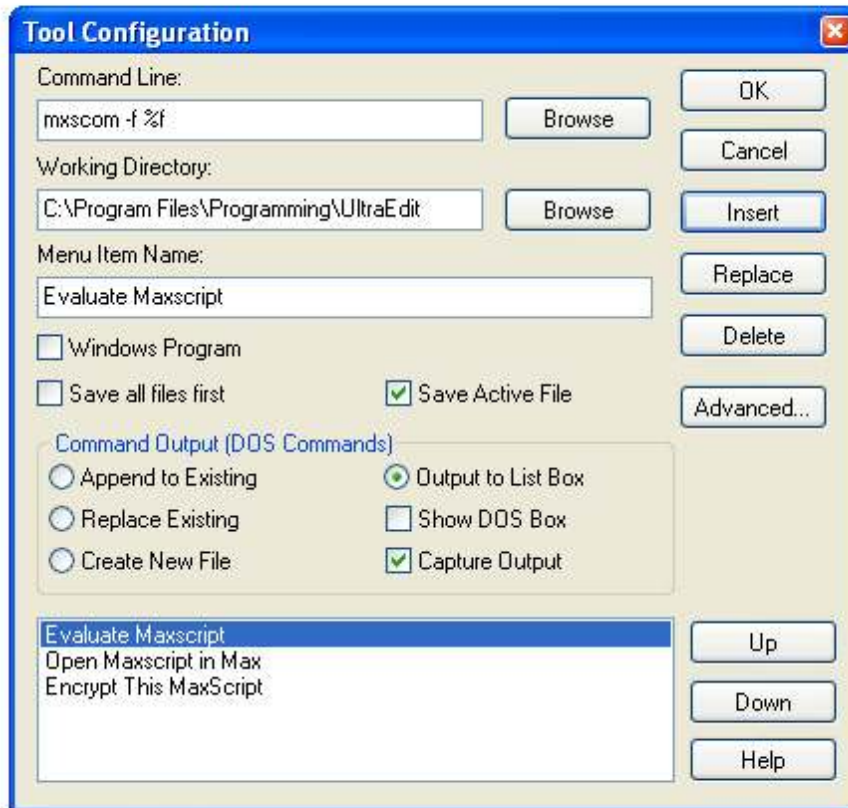 Tool Configuration
Command Line:
OK
mxscom -f %f
Browse
Cancel
Working Directory:
C:\Program Files\Programming\UltraEdit
Browse
Insert
Menu Item Name:
Replace
Evaluate Maxscript
Delete
Windows Program
Save all files first
Save Active File
Advanced...
Command Output (DOS Commands)
Append to Existing
Output to List Box
Replace Existing
Show DOS Box
Create New File
Capture Output
Evaluate Maxscript
Open Maxscript in Max
Encrypt This MaxScript
Up
Down
Help